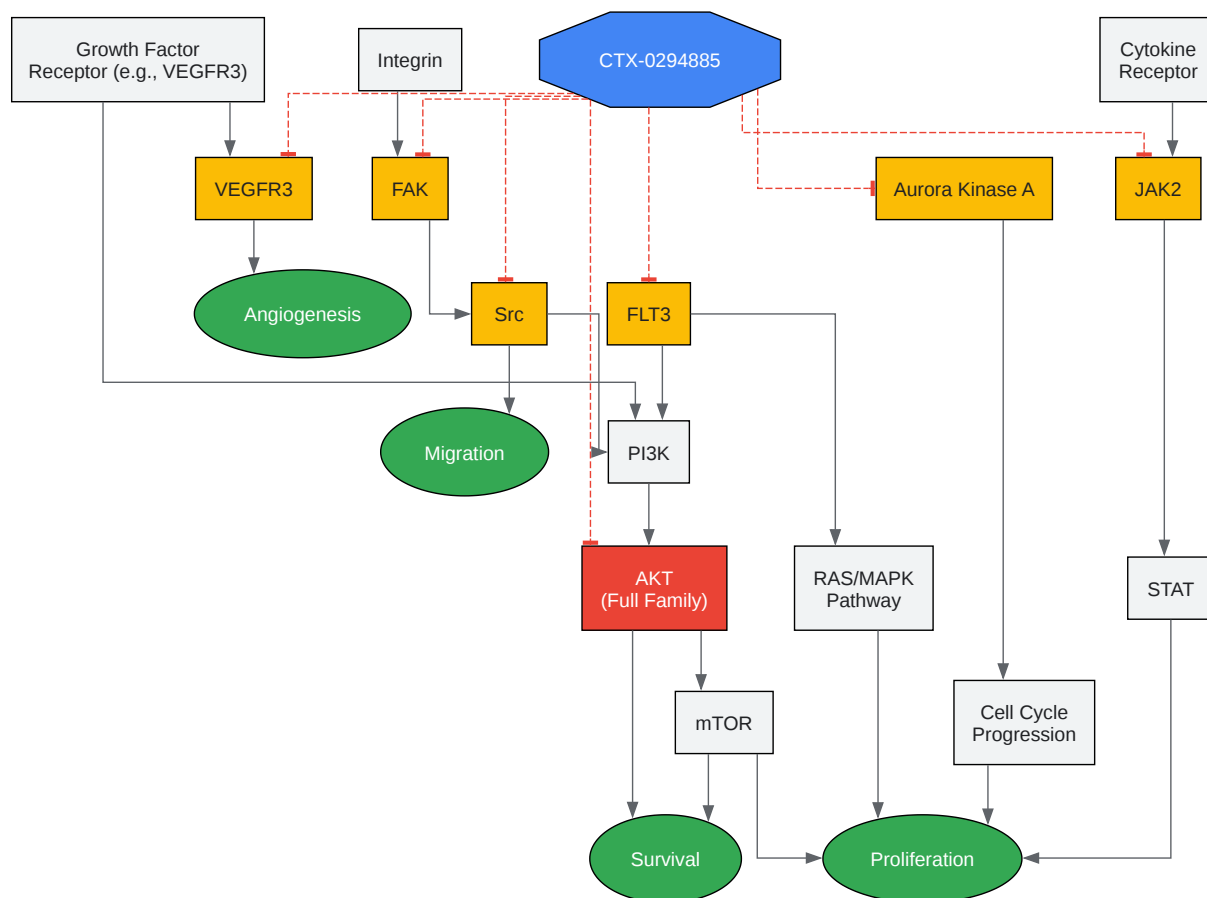 Growth Factor
Receptor (e.g., VEGFR3)
Integrin
CTX-0294885
Cytokine
Receptor
VEGFR3
FAK
Aurora Kinase A
JAK2
Angiogenesis
Src
FLT3
Migration
PI3K
AKT
(Full Family)
RAS/MAPK
Pathway
STAT
mTOR
Cell Cycle
Progression
Survival
Proliferation